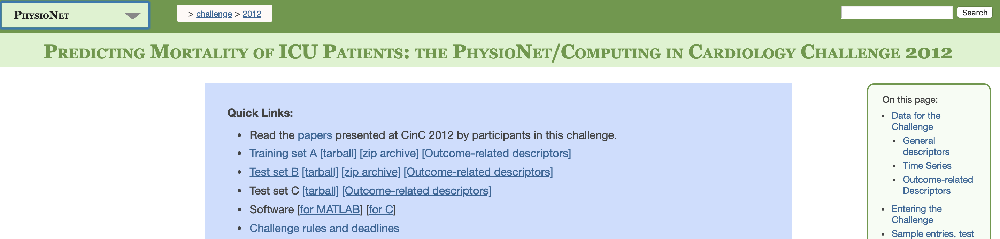 PhysioNet
> challenge > 2012
Search
Predicting Mortality of ICU Patients: the PhysioNet/Computing in Cardiology Challenge 2012
Quick Links:
• Read the papers presented at CinC 2012 by participants in this challenge.
• Training set A [tarball] [zip archive] [Outcome-related descriptors]
• Test set B [tarball] [zip archive] [Outcome-related descriptors]
• Test set C [tarball] [Outcome-related descriptors]
• Software [for MATLAB] [for C]
• Challenge rules and deadlines
On this page:
• Data for the
Challenge
• General
descriptors
• Time Series
• Outcome-related
Descriptors
• Entering the
Challenge
• Sample entries, test